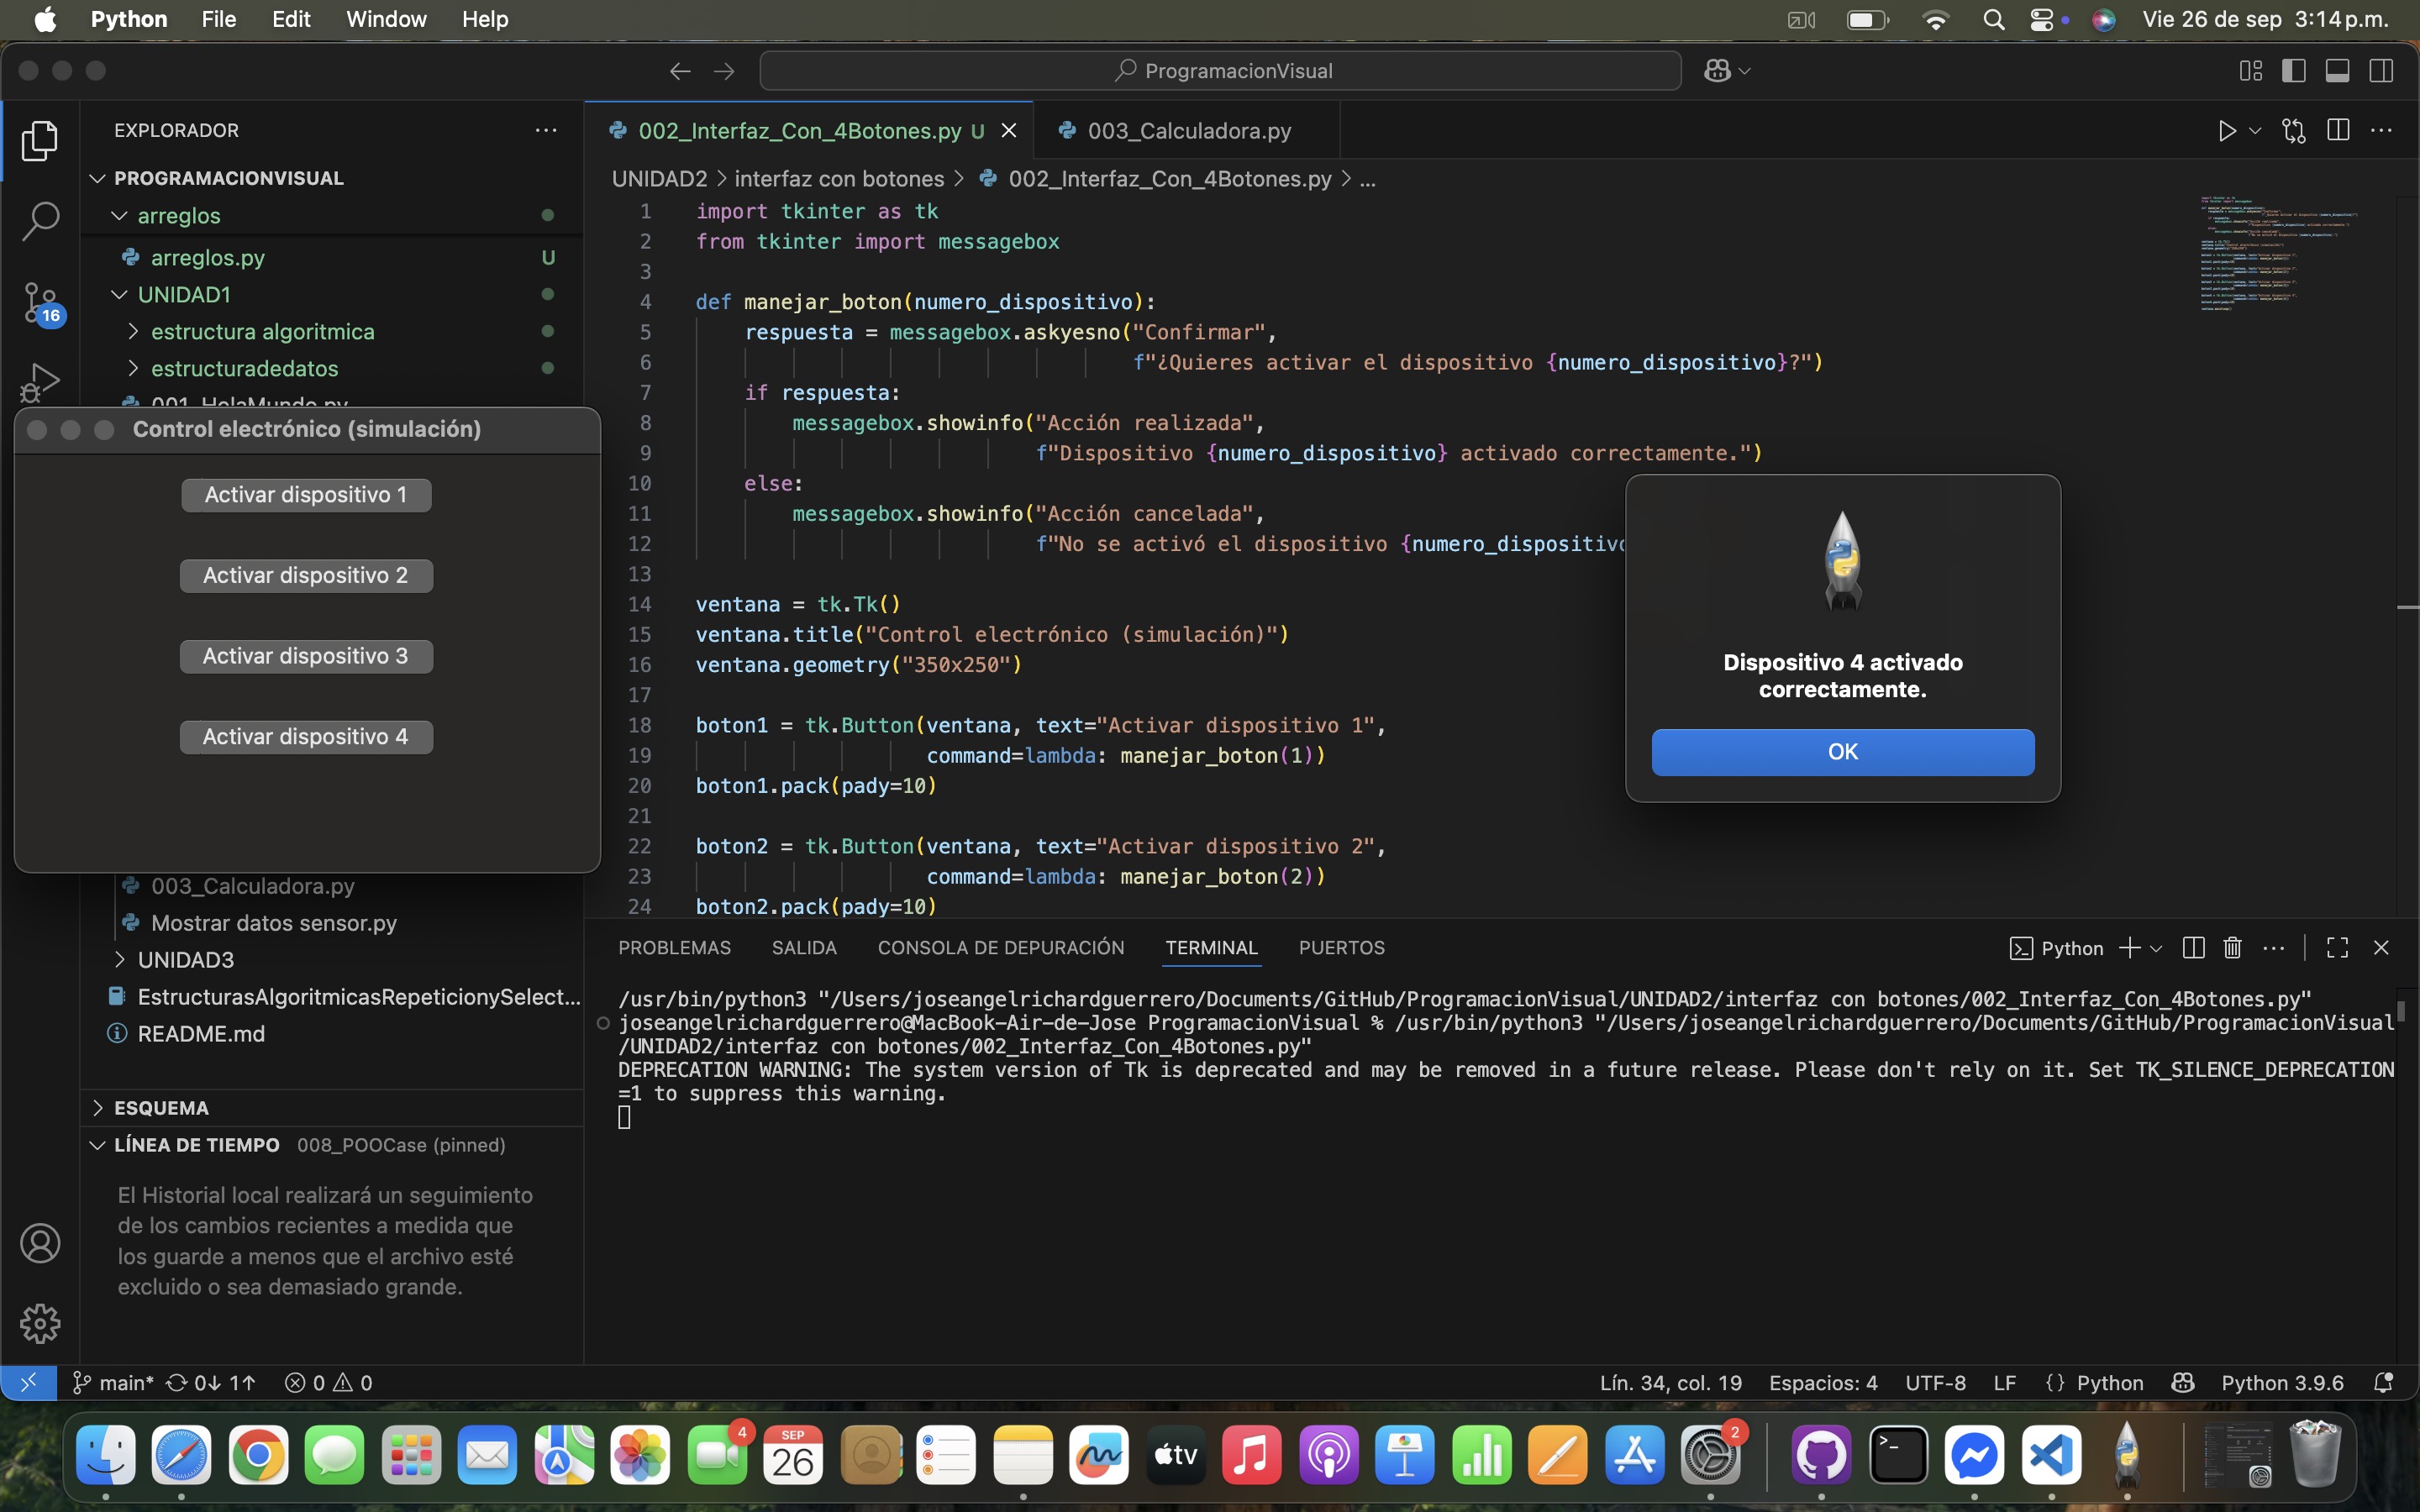 Python File Edit Window Help
Vie 26 de sep 3:14 p.m.
ProgramacionVisual
EXPLORADOR
PROGRAMACIONVISUAL
arreglos
arreglos.py U
UNIDAD1
estructura algoritmica
estructuradedatos
001_HolaMundo.py
16
Control electrónico (simulación)
Activar dispositivo 1
Activar dispositivo 2
Activar dispositivo 3
Activar dispositivo 4
003_Calculadora.py
Mostrar datos sensor.py
UNIDAD3
EstructurasAlgoritmicasRepeticionySelect...
README.md
ESQUEMA
LÍNEA DE TIEMPO 008_POOCase (pinned)
El Historial local realizará un seguimiento
de los cambios recientes a medida que
los guarde a menos que el archivo esté
excluido o sea demasiado grande.
002_Interfaz_Con_4Botones.py U
003_Calculadora.py
UNIDAD2 > interfaz con botones > 002_Interfaz_Con_4Botones.py > ...
1 import tkinter as tk
2 from tkinter import messagebox
3
4 def manejar_boton(numero_dispositivo):
5 respuesta = messagebox.askyesno("Confirmar",
6 f"¿Quieres activar el dispositivo {numero_dispositivo}?")
7 if respuesta:
8 messagebox.showinfo("Acción realizada",
9 f"Dispositivo {numero_dispositivo} activado correctamente.")
10 else:
11 messagebox.showinfo("Acción cancelada",
12 f"No se activó el dispositivo {numero_dispositivo
13
14 ventana = tk.Tk()
15 ventana.title("Control electrónico (simulación)")
16 ventana.geometry("350x250")
17
18 boton1 = tk.Button(ventana, text="Activar dispositivo 1",
19 command=lambda: manejar_boton(1))
20 boton1.pack(pady=10)
21
22 boton2 = tk.Button(ventana, text="Activar dispositivo 2",
23 command=lambda: manejar_boton(2))
24 boton2.pack(pady=10)
Dispositivo 4 activado
correctamente.
OK
PROBLEMAS SALIDA CONSOLA DE DEPURACIÓN TERMINAL PUERTOS
Python
/usr/bin/python3 "/Users/joseangelrichardguerrero/Documents/GitHub/ProgramacionVisual/UNIDAD2/interfaz con botones/002_Interfaz_Con_4Botones.py"
joseangelrichardguerrero@MacBook-Air-de-Jose ProgramacionVisual % /usr/bin/python3 "/Users/joseangelrichardguerrero/Documents/GitHub/ProgramacionVisual
/UNIDAD2/interfaz con botones/002_Interfaz_Con_4Botones.py"
DEPRECATION WARNING: The system version of Tk is deprecated and may be removed in a future release. Please don't rely on it. Set TK_SILENCE_DEPRECATION
=1 to suppress this warning.
main* 0↓ 1↑ 0 0
Lín. 34, col. 19 Espacios: 4 UTF-8 LF {} Python Python 3.9.6
4
SEP
26
tv
2